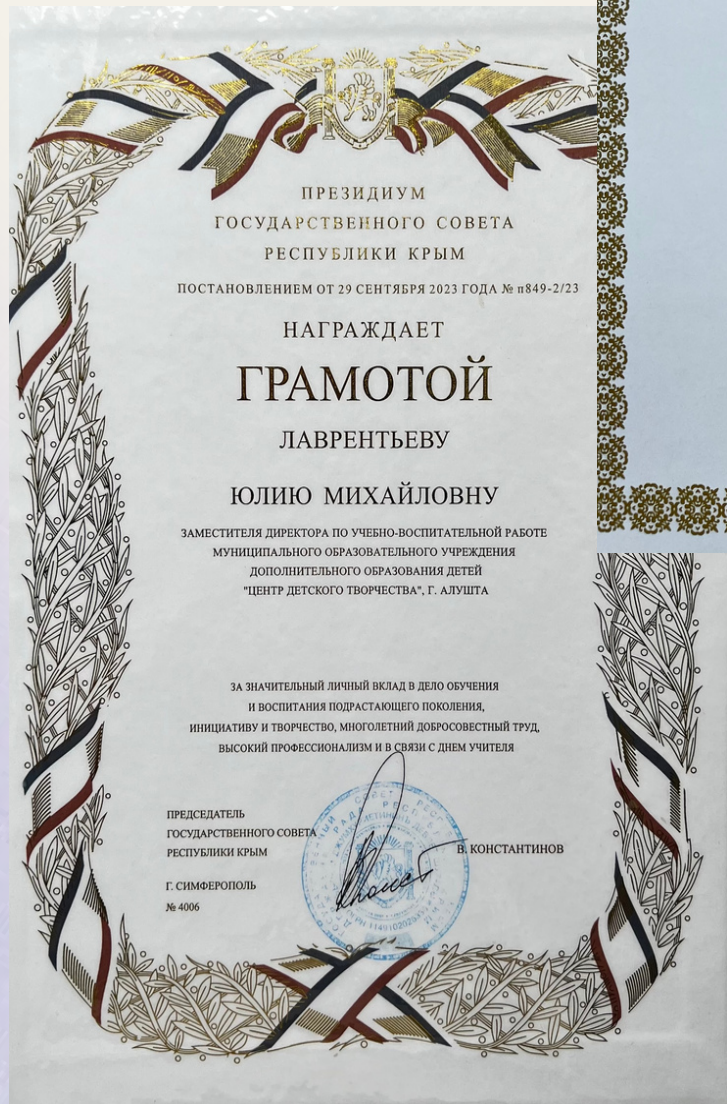 ПРЕЗИДИУМ
ГОСУДАРСТВЕННОГО СОВЕТА
РЕСПУБЛИКИ КРЫМ
ПОСТАНОВЛЕНИЕМ ОТ 29 СЕНТЯБРЯ 2023 ГОДА № п849-2/23
НАГРАЖДАЕТ
ГРАМОТОЙ
ЛАВРЕНТЬЕВУ
ЮЛИЮ МИХАЙЛОВНУ
ЗАМЕСТИТЕЛЯ ДИРЕКТОРА ПО УЧЕБНО-ВОСПИТАТЕЛЬНОЙ РАБОТЕ
МУНИЦИПАЛЬНОГО ОБРАЗОВАТЕЛЬНОГО УЧРЕЖДЕНИЯ
ДОПОЛНИТЕЛЬНОГО ОБРАЗОВАНИЯ ДЕТЕЙ
"ЦЕНТР ДЕТСКОГО ТВОРЧЕСТВА", Г. АЛУШТА
ЗА ЗНАЧИТЕЛЬНЫЙ ЛИЧНЫЙ ВКЛАД В ДЕЛО ОБУЧЕНИЯ
И ВОСПИТАНИЯ ПОДРАСТАЮЩЕГО ПОКОЛЕНИЯ,
ИНИЦИАТИВУ И ТВОРЧЕСТВО, МНОГОЛЕТНИЙ ДОБРОСОВЕСТНЫЙ ТРУД,
ВЫСОКИЙ ПРОФЕССИОНАЛИЗМ И В СВЯЗИ С ДНЕМ УЧИТЕЛЯ
ПРЕДСЕДАТЕЛЬ
ГОСУДАРСТВЕННОГО СОВЕТА
РЕСПУБЛИКИ КРЫМ
В. КОНСТАНТИНОВ
Г. СИМФЕРОПОЛЬ
№ 4006